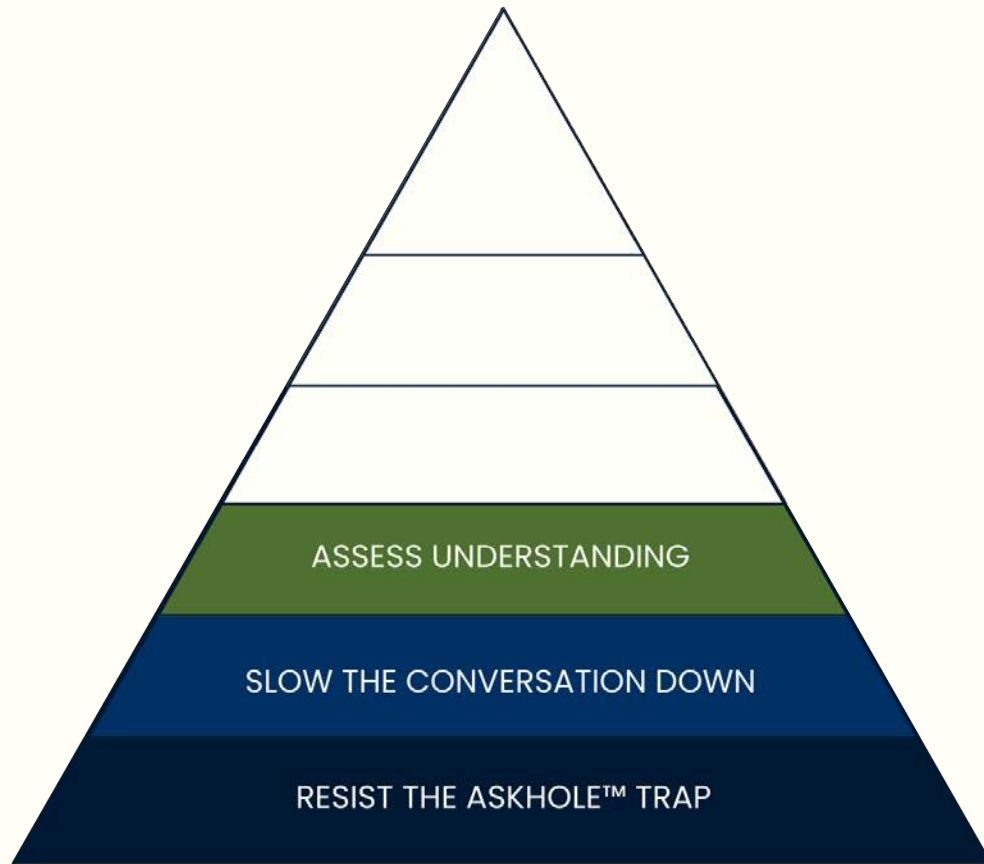 ASSESS UNDERSTANDING
SLOW THE CONVERSATION DOWN
RESIST THE ASKHOLE™ TRAP